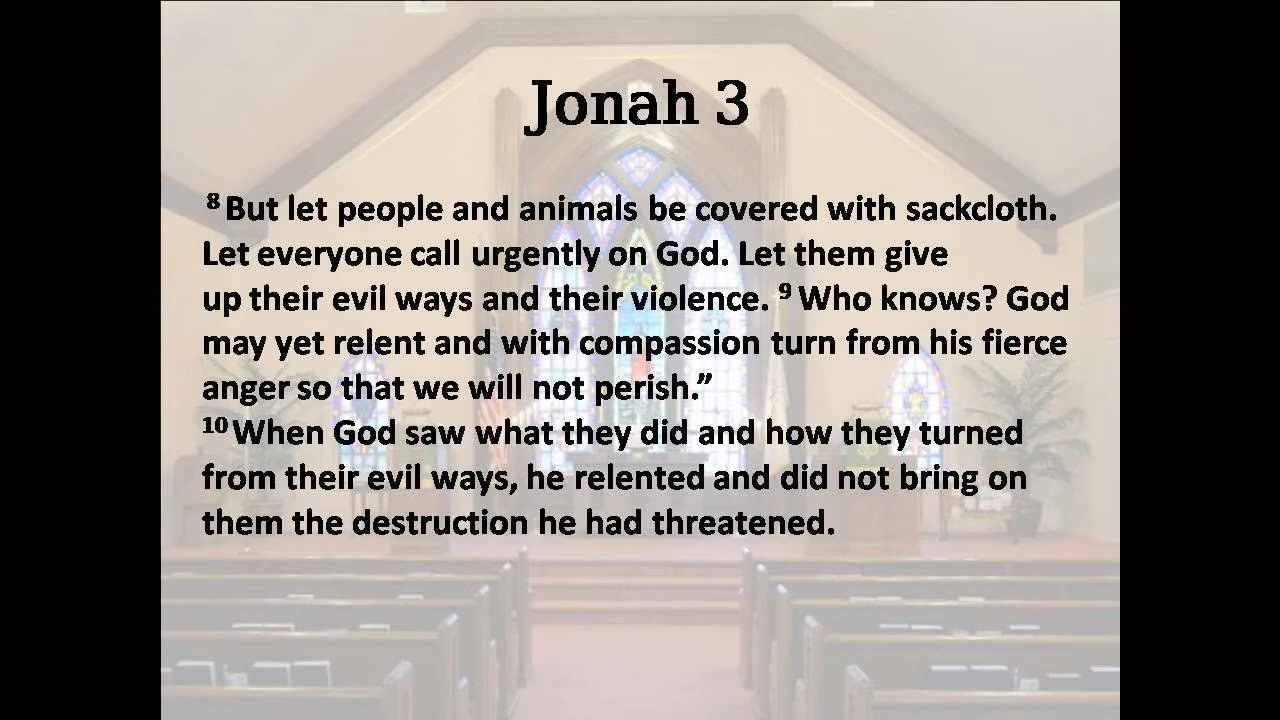 Jonah 3
⁸ But let people and animals be covered with sackcloth.
Let everyone call urgently on God. Let them give
up their evil ways and their violence. ⁹ Who knows? God
may yet relent and with compassion turn from his fierce
anger so that we will not perish.”
¹⁰ When God saw what they did and how they turned
from their evil ways, he relented and did not bring on
them the destruction he had threatened.